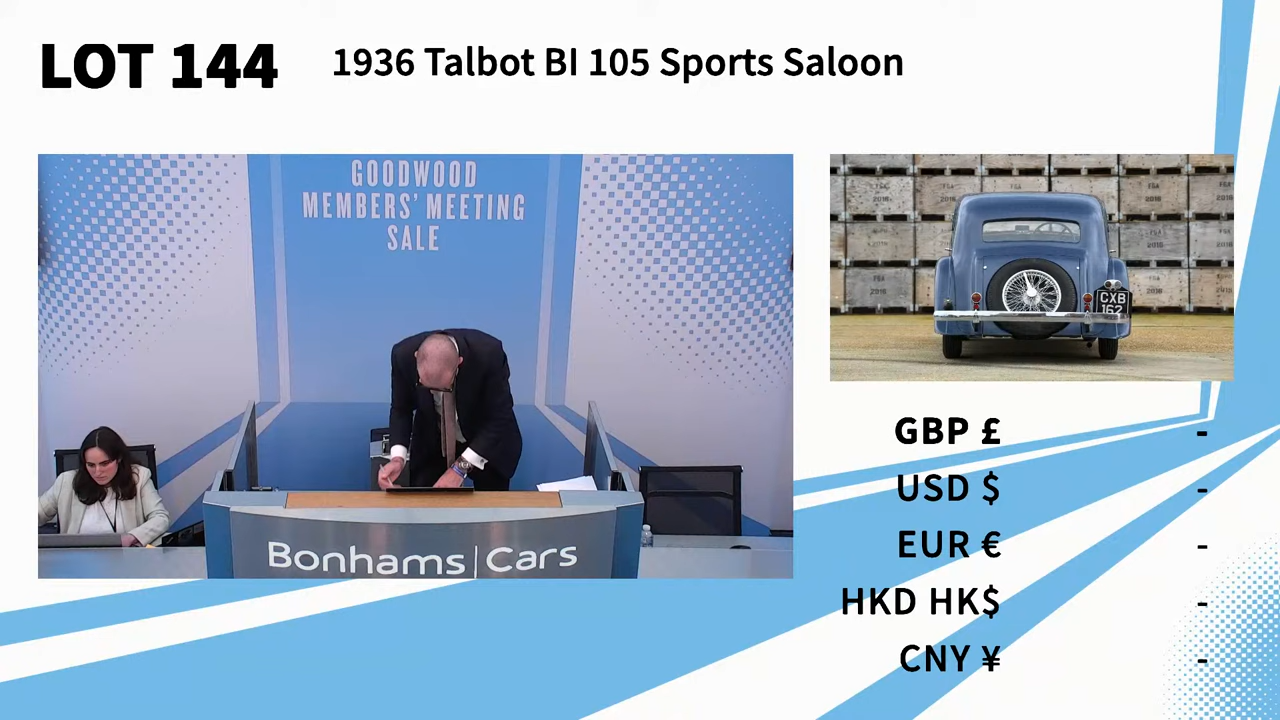 LOT 144
1936 Talbot BI 105 Sports Saloon
GOODWOOD
MEMBERS' MEETING
SALE
Bonhams|Cars
CXB
162
GBP £ -
USD $ -
EUR € -
HKD HK$ -
CNY ¥ -